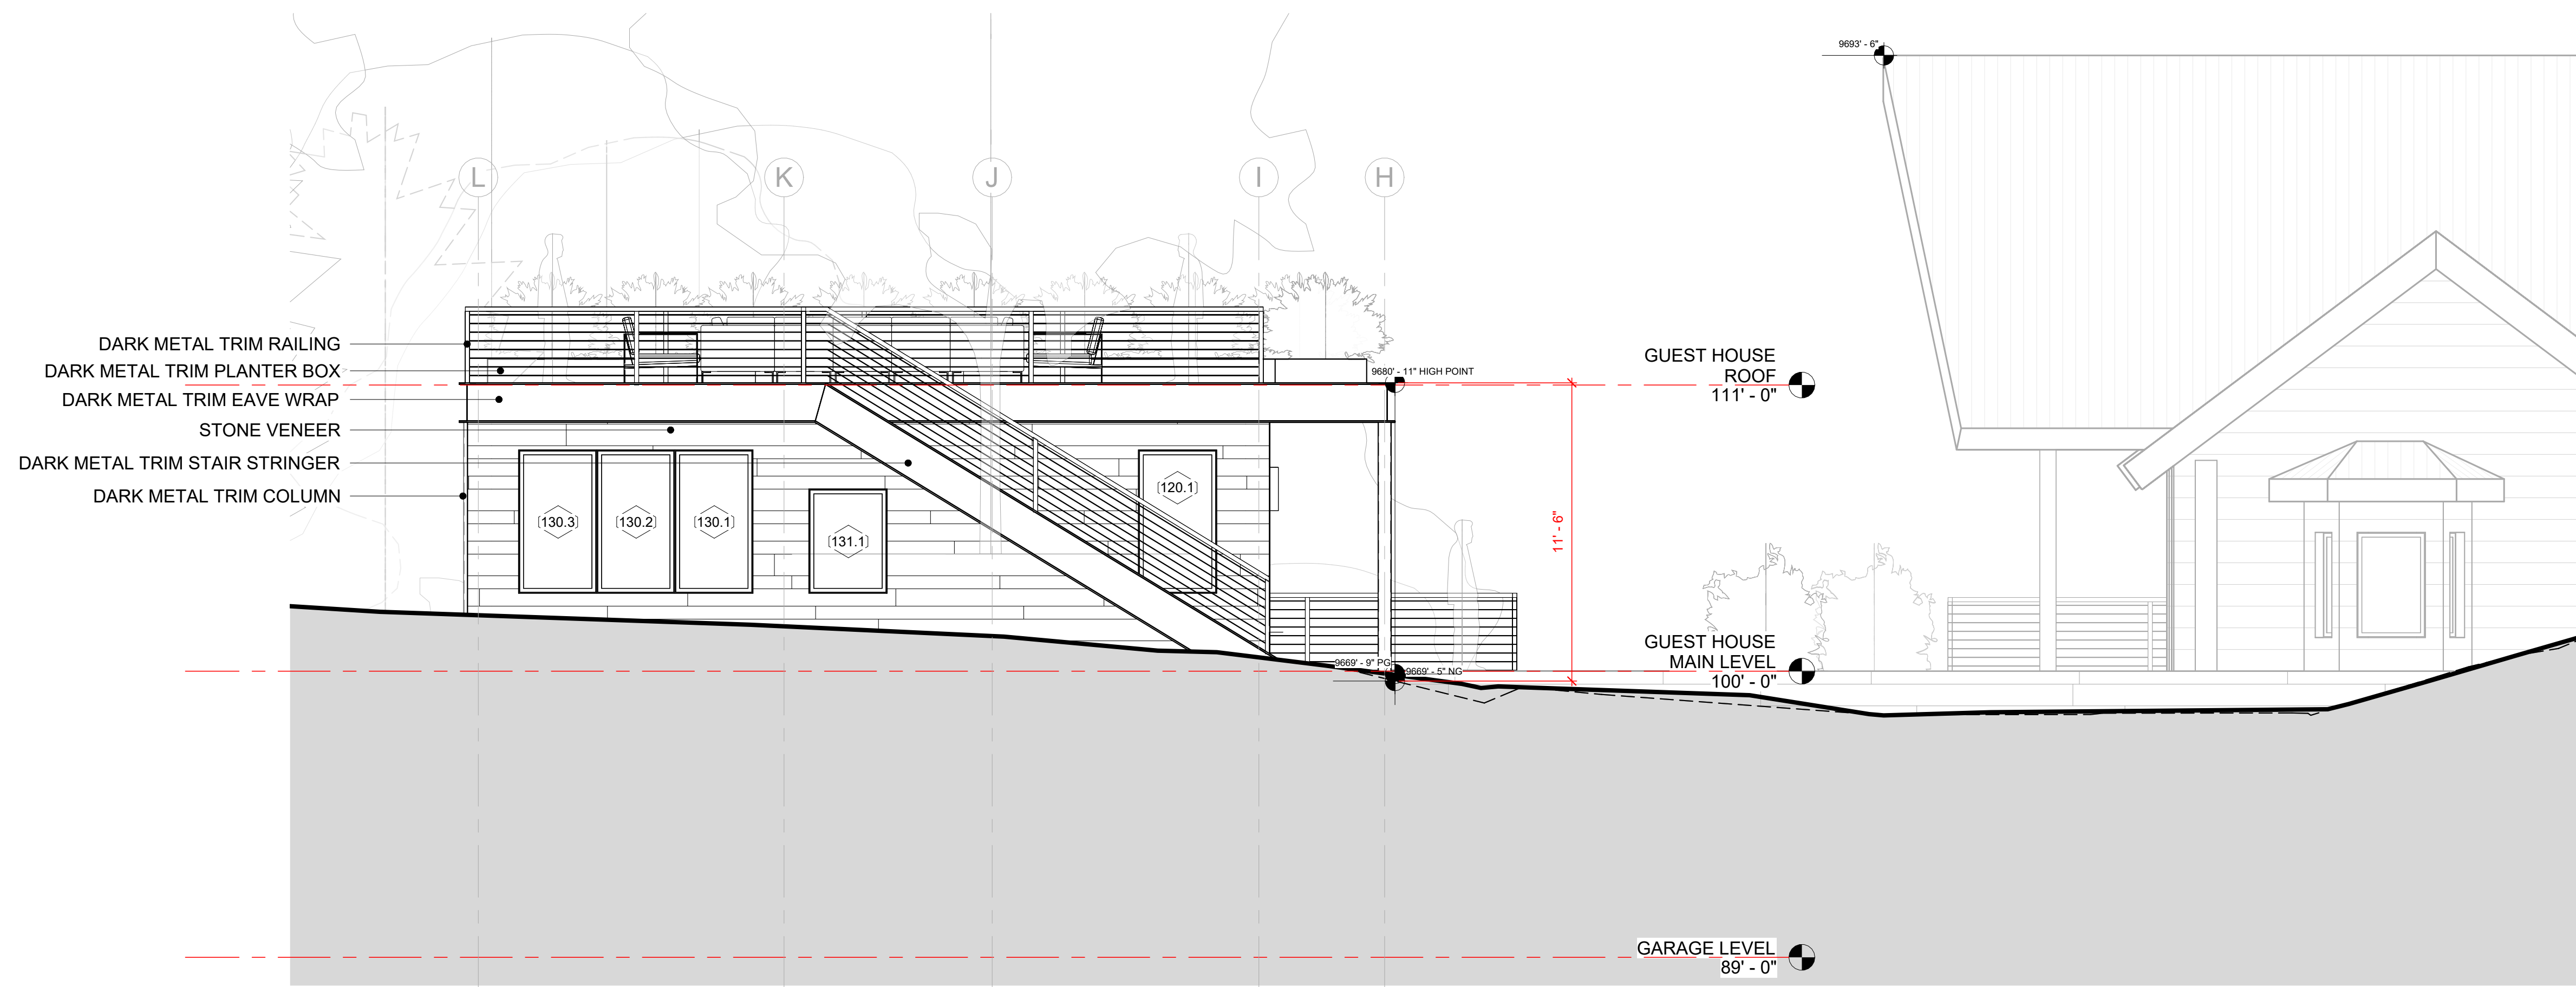 9693' - 6"
L
K
J
I
H
DARK METAL TRIM RAILING
DARK METAL TRIM PLANTER BOX
DARK METAL TRIM EAVE WRAP
STONE VENEER
DARK METAL TRIM STAIR STRINGER
DARK METAL TRIM COLUMN
9680' - 11" HIGH POINT
GUEST HOUSE
ROOF
111' - 0"
130.3
130.2
130.1
131.1
120.1
11' - 6"
9669' - 9" PG
9669' - 5" NG
GUEST HOUSE
MAIN LEVEL
100' - 0"
GARAGE LEVEL
89' - 0"